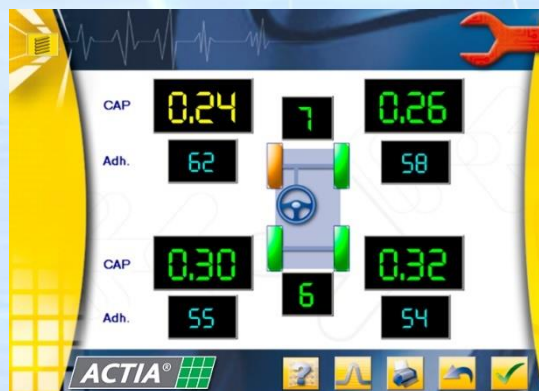 CAP 0.24 7 0.26
Adh. 62 58
CAP 0.30 0.32
Adh. 55 6 54
ACTIA®
?